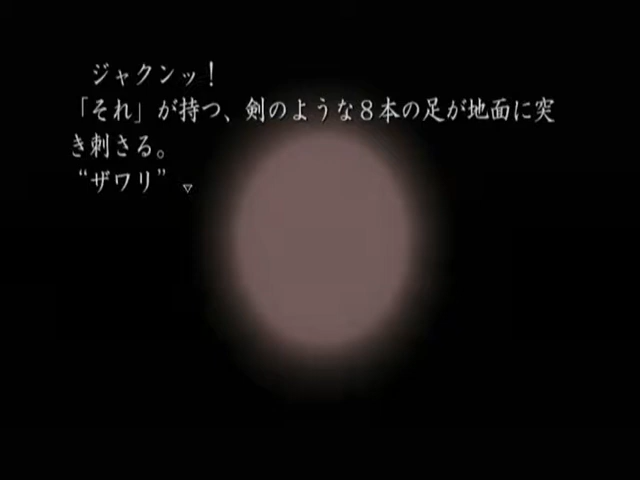 ジャクンッ！
「それ」が持つ、剣のような８本の足が地面に突
き刺さる。
“ザワリ”▿